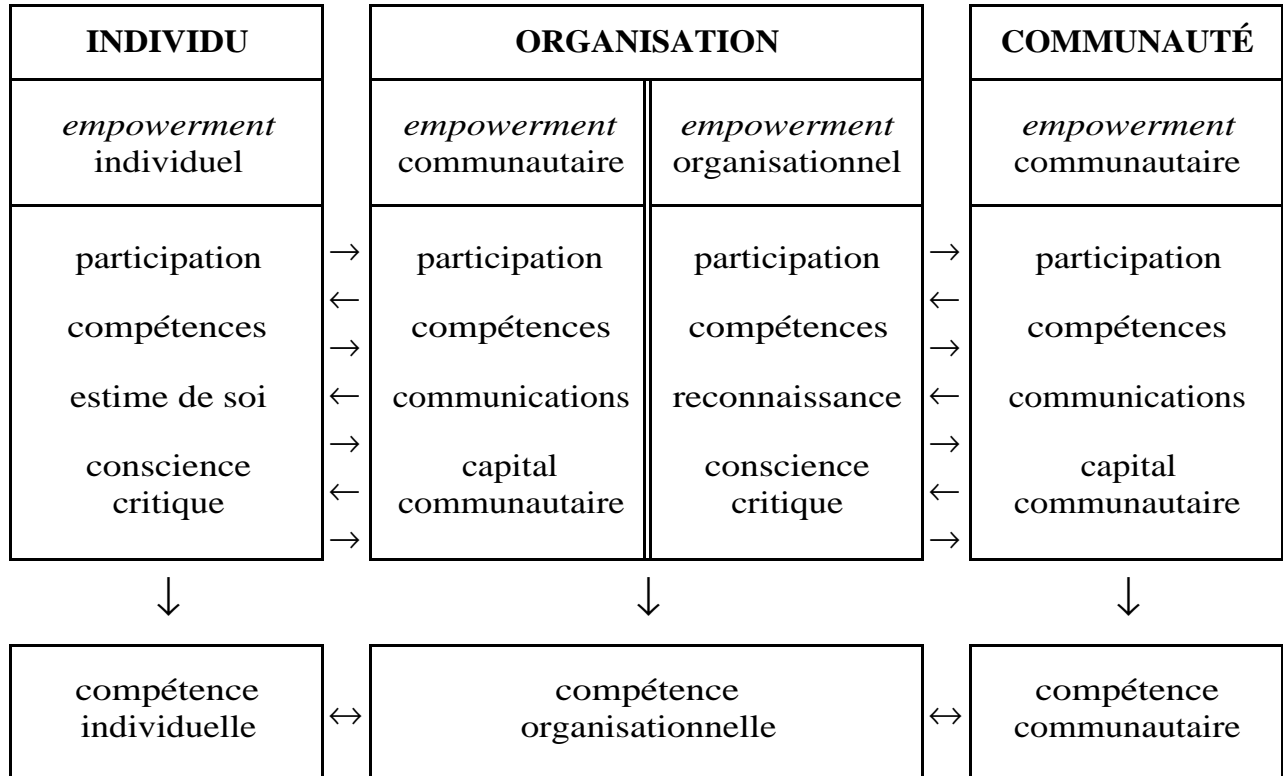 INDIVIDU ORGANISATION COMMUNAUTÉ
empowerment empowerment empowerment empowerment
individuel communautaire organisationnel communautaire
participation → participation participation → participation
← ←
compétences compétences compétences compétences
→ →
estime de soi ← communications reconnaissance ← communications
→ →
conscience capital conscience capital
critique ← communautaire critique ← communautaire
→ →
↓ ↓ ↓
compétence compétence compétence
individuelle ↔ organisationnelle ↔ communautaire